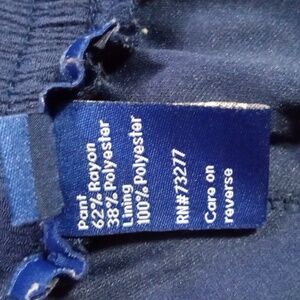 Pant
62% Rayon
38% Polyester
Lining
100% Polyester
RN#73277
Care on
reverse